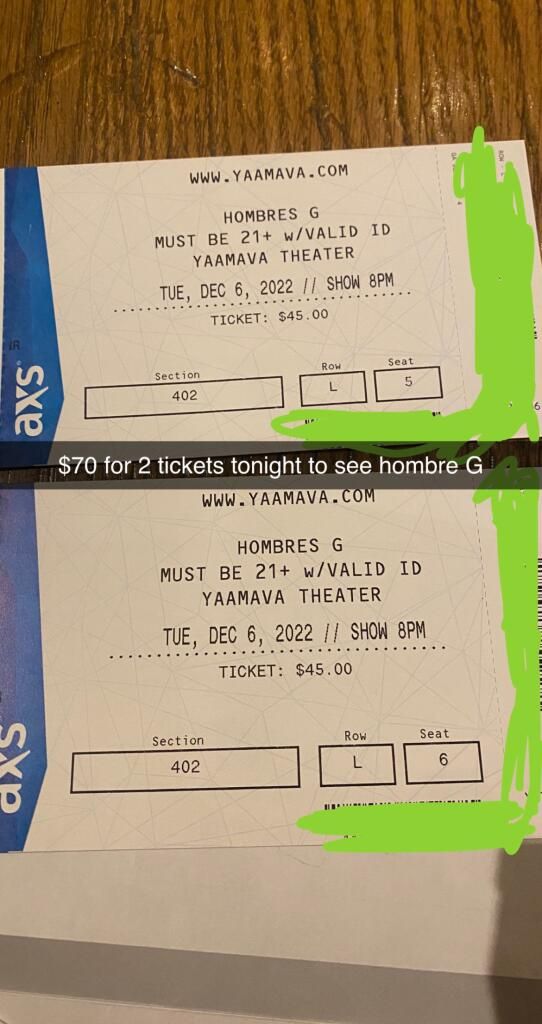 WWW.YAAMAVA.COM
HOMBRES G
MUST BE 21+ w/VALID ID
YAAMAVA THEATER
TUE, DEC 6, 2022 // SHOW 8PM
TICKET: $45.00
Section
402
Row
L
Seat
5
axs
$70 for 2 tickets tonight to see hombre G
WWW.YAAMAVA.COM
HOMBRES G
MUST BE 21+ w/VALID ID
YAAMAVA THEATER
TUE, DEC 6, 2022 // SHOW 8PM
TICKET: $45.00
Section
402
Row
L
Seat
6
axs